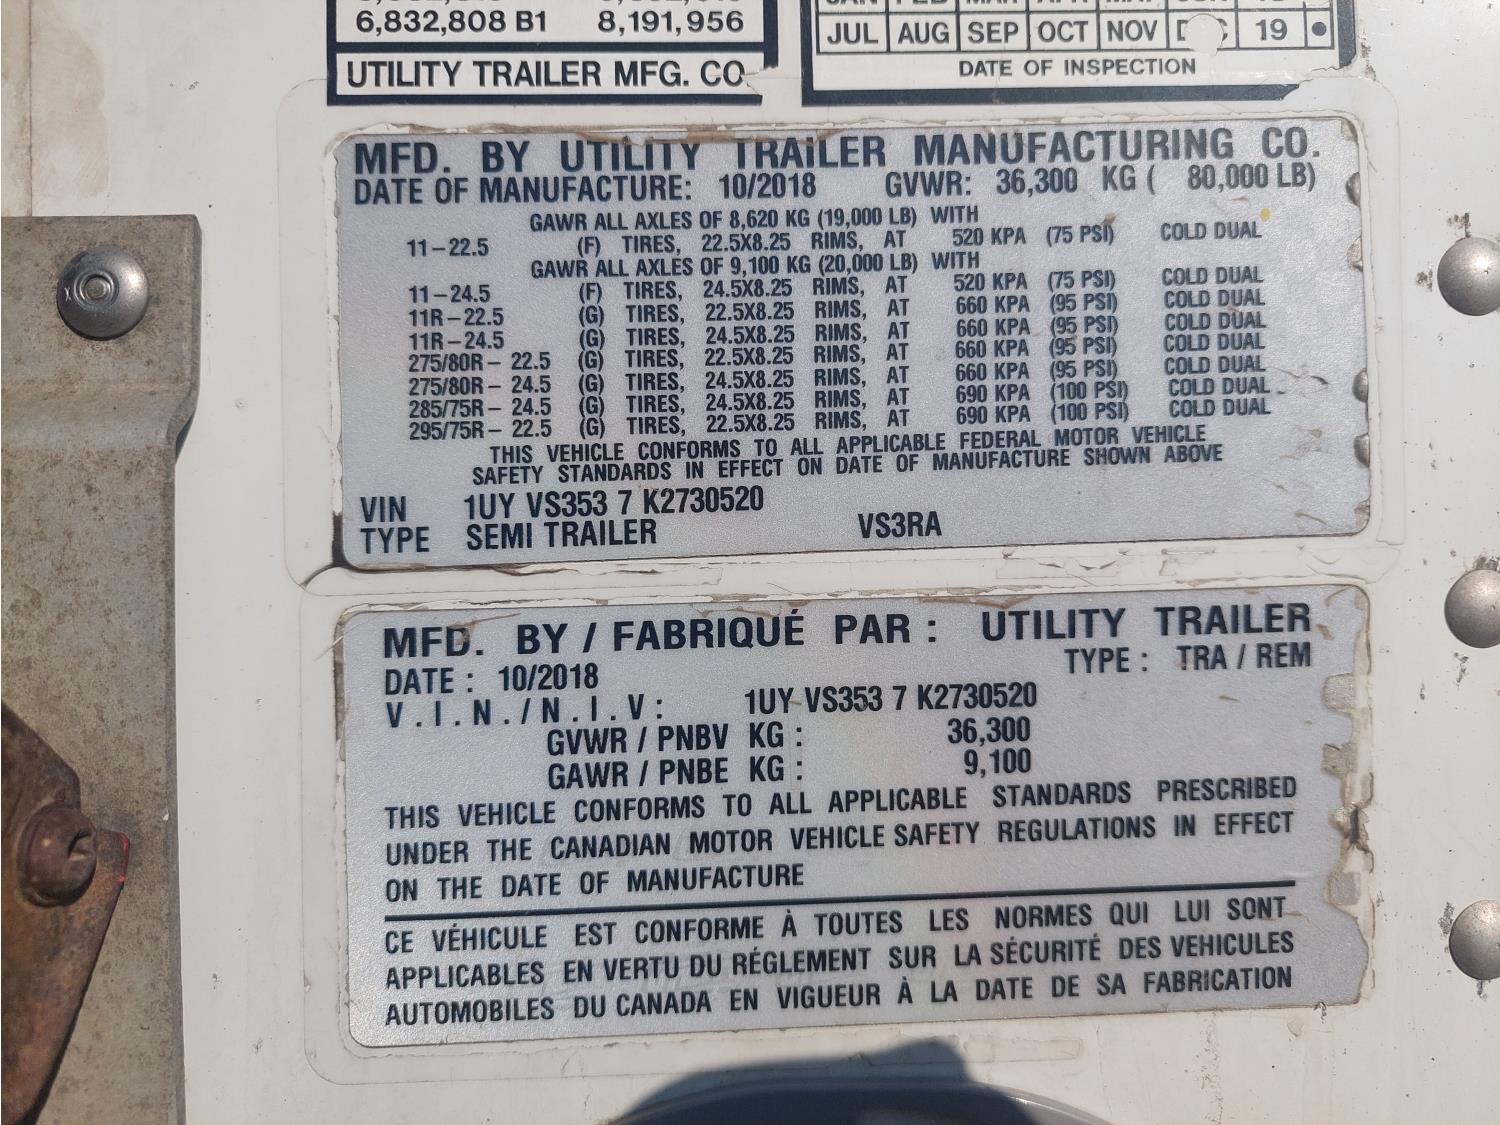 6,832,808 B1 8,191,956
UTILITY TRAILER MFG. CO
JUL AUG SEP OCT NOV 19
DATE OF INSPECTION
MFD. BY UTILITY TRAILER MANUFACTURING CO.
DATE OF MANUFACTURE: 10/2018 GVWR: 36,300 KG ( 80,000 LB)
GAWR ALL AXLES OF 8,620 KG (19,000 LB) WITH
11-22.5 (F) TIRES, 22.5X8.25 RIMS, AT 520 KPA (75 PSI) COLD DUAL
GAWR ALL AXLES OF 9,100 KG (20,000 LB) WITH
11-24.5 (F) TIRES, 24.5X8.25 RIMS, AT 520 KPA (75 PSI) COLD DUAL
11R-22.5 (G) TIRES, 22.5X8.25 RIMS, AT 660 KPA (95 PSI) COLD DUAL
11R-24.5 (G) TIRES, 24.5X8.25 RIMS, AT 660 KPA (95 PSI) COLD DUAL
275/80R- 22.5 (G) TIRES, 22.5X8.25 RIMS, AT 660 KPA (95 PSI) COLD DUAL
275/80R- 24.5 (G) TIRES, 24.5X8.25 RIMS, AT 660 KPA (95 PSI) COLD DUAL
285/75R- 24.5 (G) TIRES, 24.5X8.25 RIMS, AT 690 KPA (100 PSI) COLD DUAL
295/75R- 22.5 (G) TIRES, 22.5X8.25 RIMS, AT 690 KPA (100 PSI) COLD DUAL
THIS VEHICLE CONFORMS TO ALL APPLICABLE FEDERAL MOTOR VEHICLE
SAFETY STANDARDS IN EFFECT ON DATE OF MANUFACTURE SHOWN ABOVE
VIN 1UY VS353 7 K2730520
TYPE SEMI TRAILER VS3RA
MFD. BY / FABRIQUÉ PAR : UTILITY TRAILER
DATE : 10/2018 TYPE : TRA / REM
V.I.N./N.I.V: 1UY VS353 7 K2730520
GVWR / PNBV KG : 36,300
GAWR / PNBE KG : 9,100
THIS VEHICLE CONFORMS TO ALL APPLICABLE STANDARDS PRESCRIBED
UNDER THE CANADIAN MOTOR VEHICLE SAFETY REGULATIONS IN EFFECT
ON THE DATE OF MANUFACTURE
CE VÉHICULE EST CONFORME À TOUTES LES NORMES QUI LUI SONT
APPLICABLES EN VERTU DU RÉGLEMENT SUR LA SÉCURITÉ DES VEHICULES
AUTOMOBILES DU CANADA EN VIGUEUR À LA DATE DE SA FABRICATION